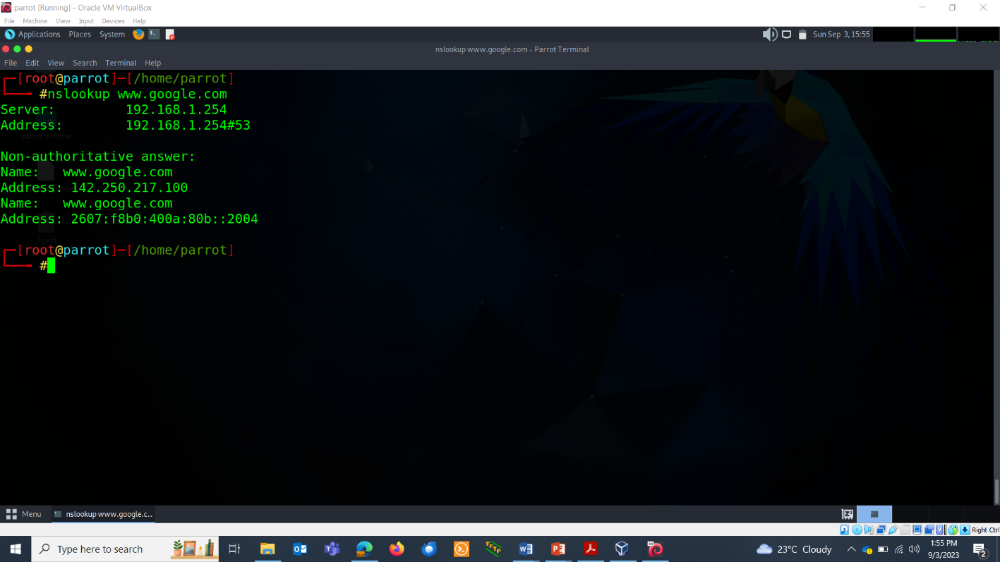 parrot [Running] - Oracle VM VirtualBox
File Machine View Input Devices Help
Applications Places System Sun Sep 3, 15:55
nslookup www.google.com - Parrot Terminal
File Edit View Search Terminal Help
[root@parrot]-[/home/parrot]
#nslookup www.google.com
Server: 192.168.1.254
Address: 192.168.1.254#53
parrot's Home
Non-authoritative answer:
Name: www.google.com
Address: 142.250.217.100
Name: www.google.com
Address: 2607:f8b0:400a:80b::2004
Trash
[root@parrot]-[/home/parrot]
#
Menu nslookup www.google.c...
Right Ctrl
Type here to search 23°C Cloudy 1:55 PM
9/3/2023
2